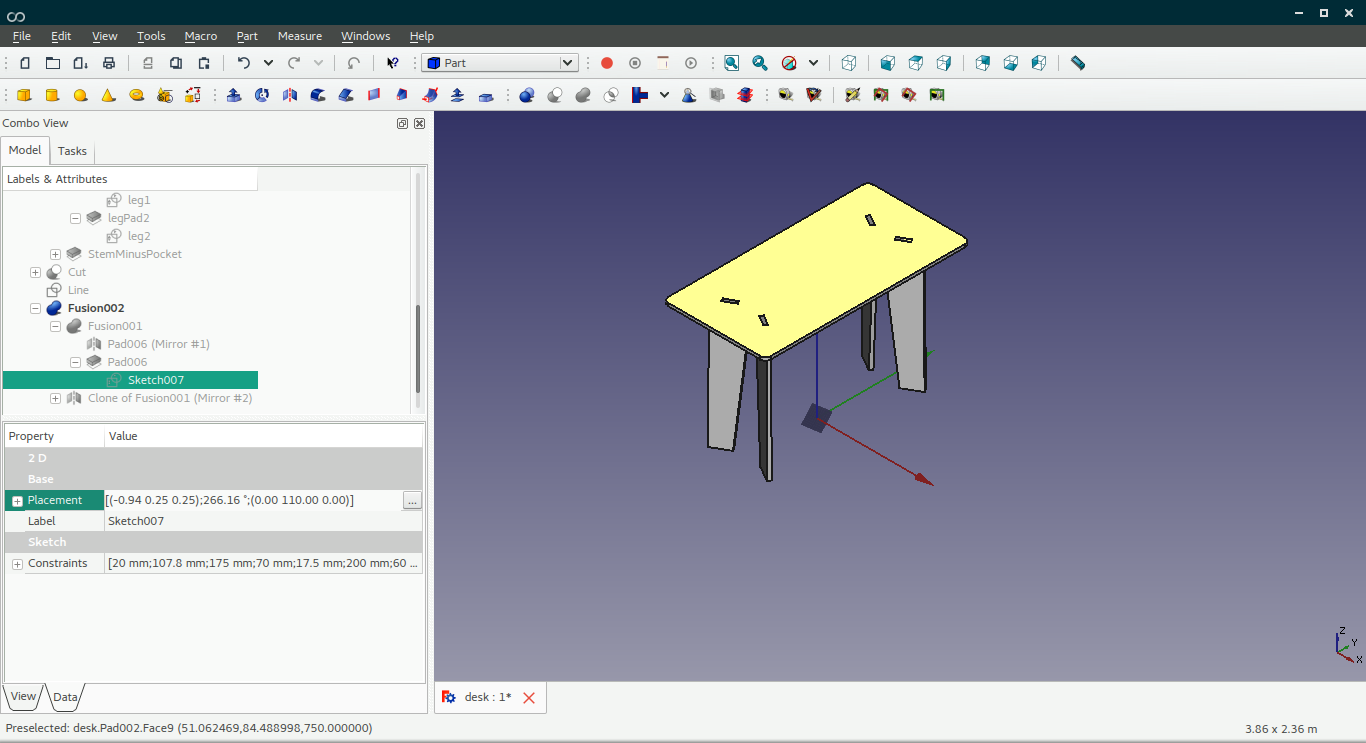 File Edit View Tools Macro Part Measure Windows Help
Part
Combo View
Model Tasks
Labels & Attributes
leg1
legPad2
leg2
StemMinusPocket
Cut
Line
Fusion002
Fusion001
Pad006 (Mirror #1)
Pad006
Sketch007
Clone of Fusion001 (Mirror #2)
Property Value
2 D
Base
Placement [(-0.94 0.25 0.25);266.16 °;(0.00 110.00 0.00)] ...
Label Sketch007
Sketch
Constraints [20 mm;107.8 mm;175 mm;70 mm;17.5 mm;200 mm;60 ...
View Data
Z
Y
X
desk : 1*
Preselected: desk.Pad002.Face9 (51.062469,84.488998,750.000000)
3.86 x 2.36 m